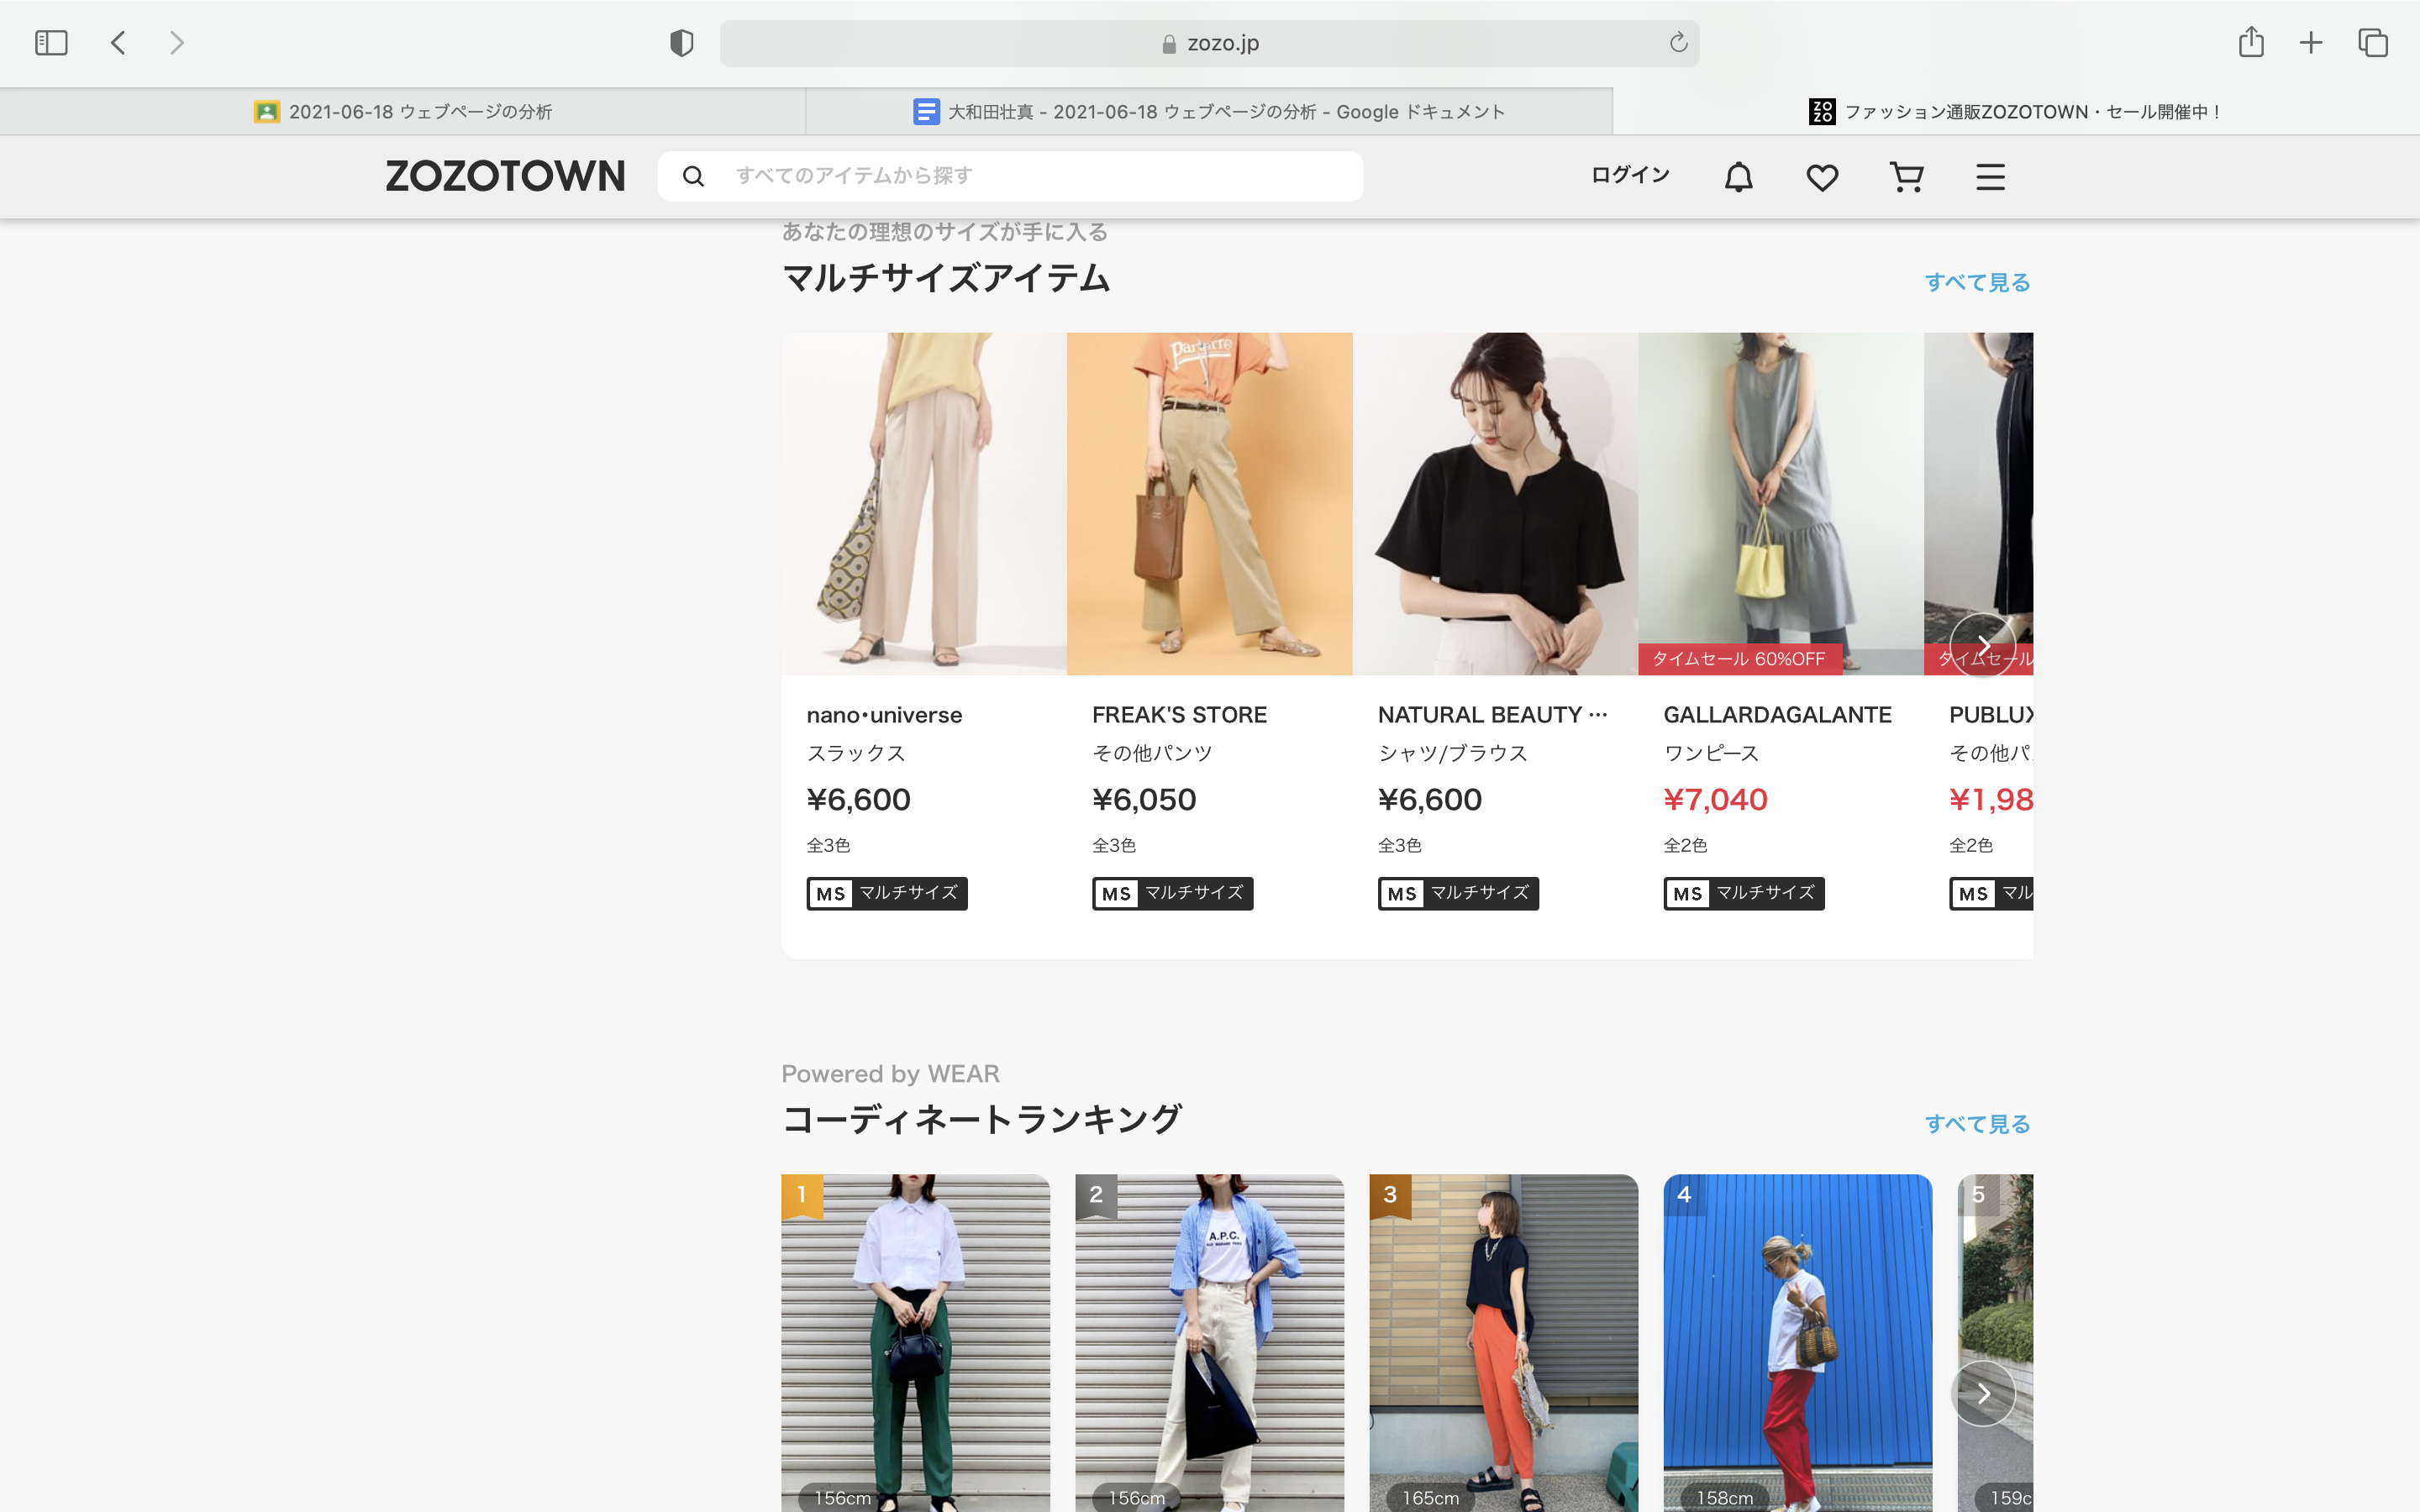 zozo.jp
2021-06-18 ウェブページの分析
大和田壮真 - 2021-06-18 ウェブページの分析 - Google ドキュメント
ZOZO
ファッション通販ZOZOTOWN・セール開催中！
ZOZOTOWN
すべてのアイテムから探す
ログイン
あなたの理想のサイズが手に入る
マルチサイズアイテム
すべて見る
タイムセール 60%OFF
タイムセール
nano・universe
スラックス
¥6,600
全3色
MS マルチサイズ
FREAK'S STORE
その他パンツ
¥6,050
全3色
MS マルチサイズ
NATURAL BEAUTY …
シャツ/ブラウス
¥6,600
全3色
MS マルチサイズ
GALLARDAGALANTE
ワンピース
¥7,040
全2色
MS マルチサイズ
PUBLUX
その他パ
¥1,98
全2色
MS マル
Powered by WEAR
コーディネートランキング
すべて見る
1
2
3
4
5
A.P.C.
156cm
156cm
165cm
158cm
159c